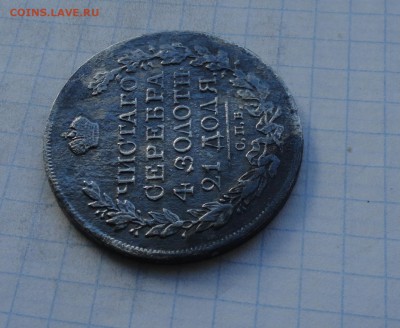 COINS.LAVE.RU
ЧИСТАГО
СЕРЕБРА
4 ЗОЛОТН
21 ДОЛЯ
С.П.Б